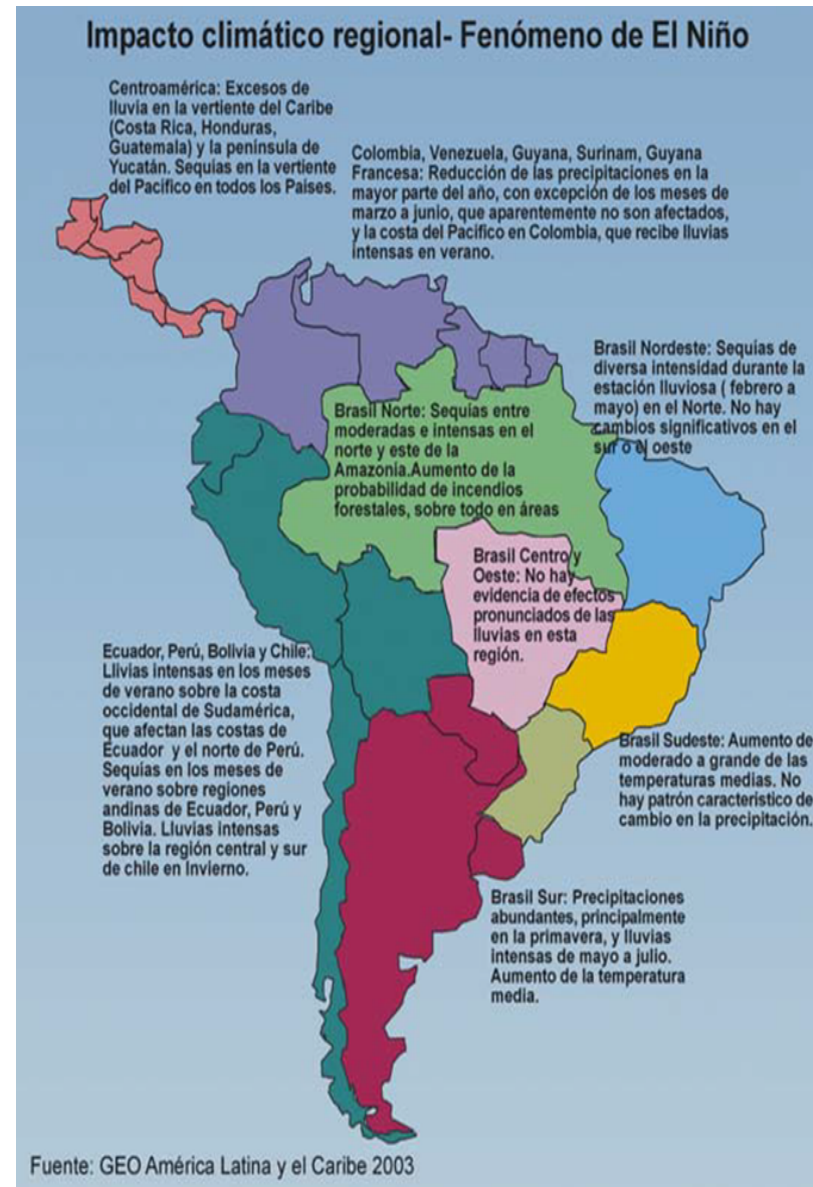 Impacto climático regional- Fenómeno de El Niño
Centroamérica: Excesos de
lluvia en la vertiente del Caribe
(Costa Rica, Honduras,
Guatemala) y la península de
Yucatán. Sequias en la vertiente
del Pacífico en todos los Países.
Colombia, Venezuela, Guyana, Surinam, Guyana
Francesa: Reducción de las precipitaciones en la
mayor parte del año, con excepción de los meses de
marzo a junio, que aparentemente no son afectados,
y la costa del Pacífico en Colombia, que recibe lluvias
intensas en verano.
Brasil Nordeste: Sequias de
diversa intensidad durante la
estación lluviosa ( febrero a
mayo) en el Norte. No hay
cambios significativos en el
sur o el oeste
Brasil Norte: Sequias entre
moderadas e intensas en el
norte y este de la
Amazonia.Aumento de la
probabilidad de incendios
forestales, sobre todo en áreas
Brasil Centro y
Oeste: No hay
evidencia de efectos
pronunciados de las
lluvias en esta
región.
Ecuador, Perú, Bolivia y Chile:
Llivias intensas en los meses
de verano sobre la costa
occidental de Sudamérica,
que afectan las costas de
Ecuador y el norte de Perú.
Sequias en los meses de
verano sobre regiones
andinas de Ecuador, Perú y
Bolivia. Lluvias intensas
sobre la región central y sur
de chile en Invierno.
Brasil Sudeste: Aumento de
moderado a grande de las
temperaturas medias. No
hay patrón característico de
cambio en la precipitación.
Brasil Sur: Precipitaciones
abundantes, principalmente
en la primavera, y lluvias
intensas de mayo a julio.
Aumento de la temperatura
media.
Fuente: GEO América Latina y el Caribe 2003